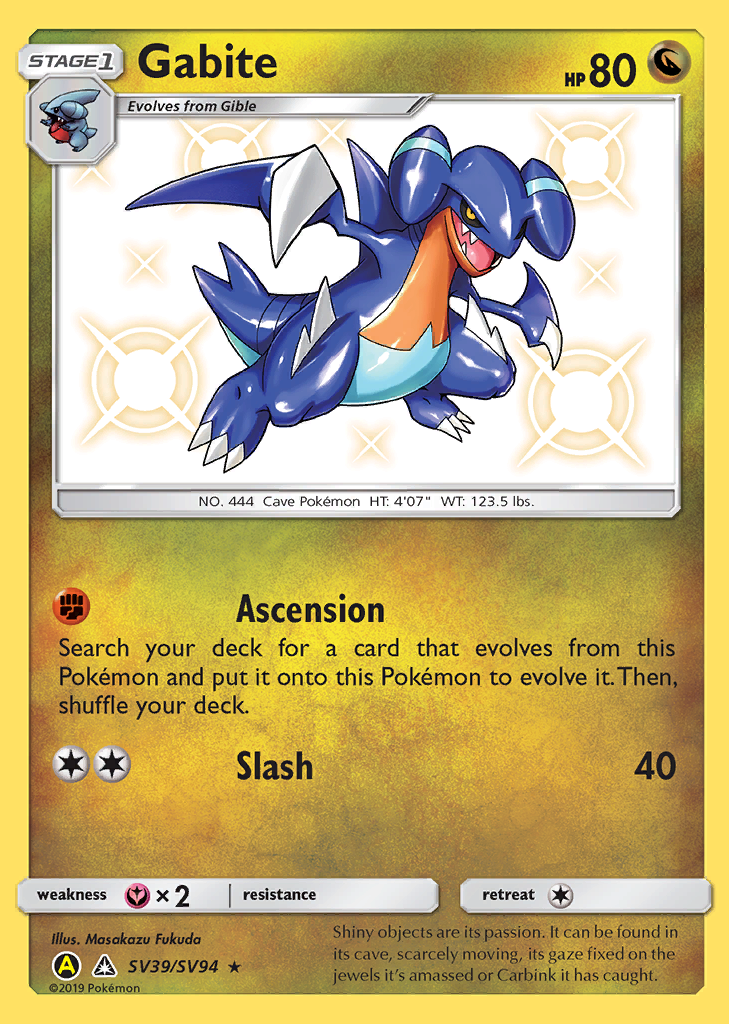 STAGE1
Gabite
HP 80
Evolves from Gible
NO. 444 Cave Pokémon HT: 4'07" WT: 123.5 lbs.
Ascension
Search your deck for a card that evolves from this
Pokémon and put it onto this Pokémon to evolve it. Then,
shuffle your deck.
Slash 40
weakness ×2 resistance retreat
Illus. Masakazu Fukuda
A SV39/SV94 ★
©2019 Pokémon
Shiny objects are its passion. It can be found in
its cave, scarcely moving, its gaze fixed on the
jewels it's amassed or Carbink it has caught.